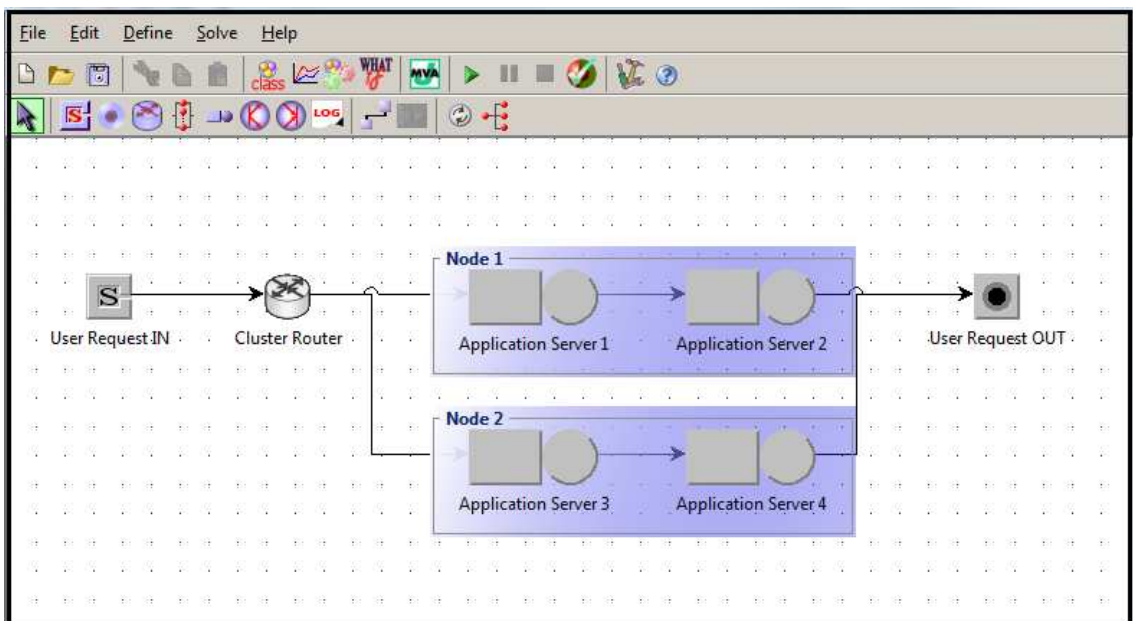 File Edit Define Solve Help
class WHAT IF MVA
S LOG
Node 1
S
User Request IN Cluster Router Application Server 1 Application Server 2 User Request OUT
Node 2
Application Server 3 Application Server 4